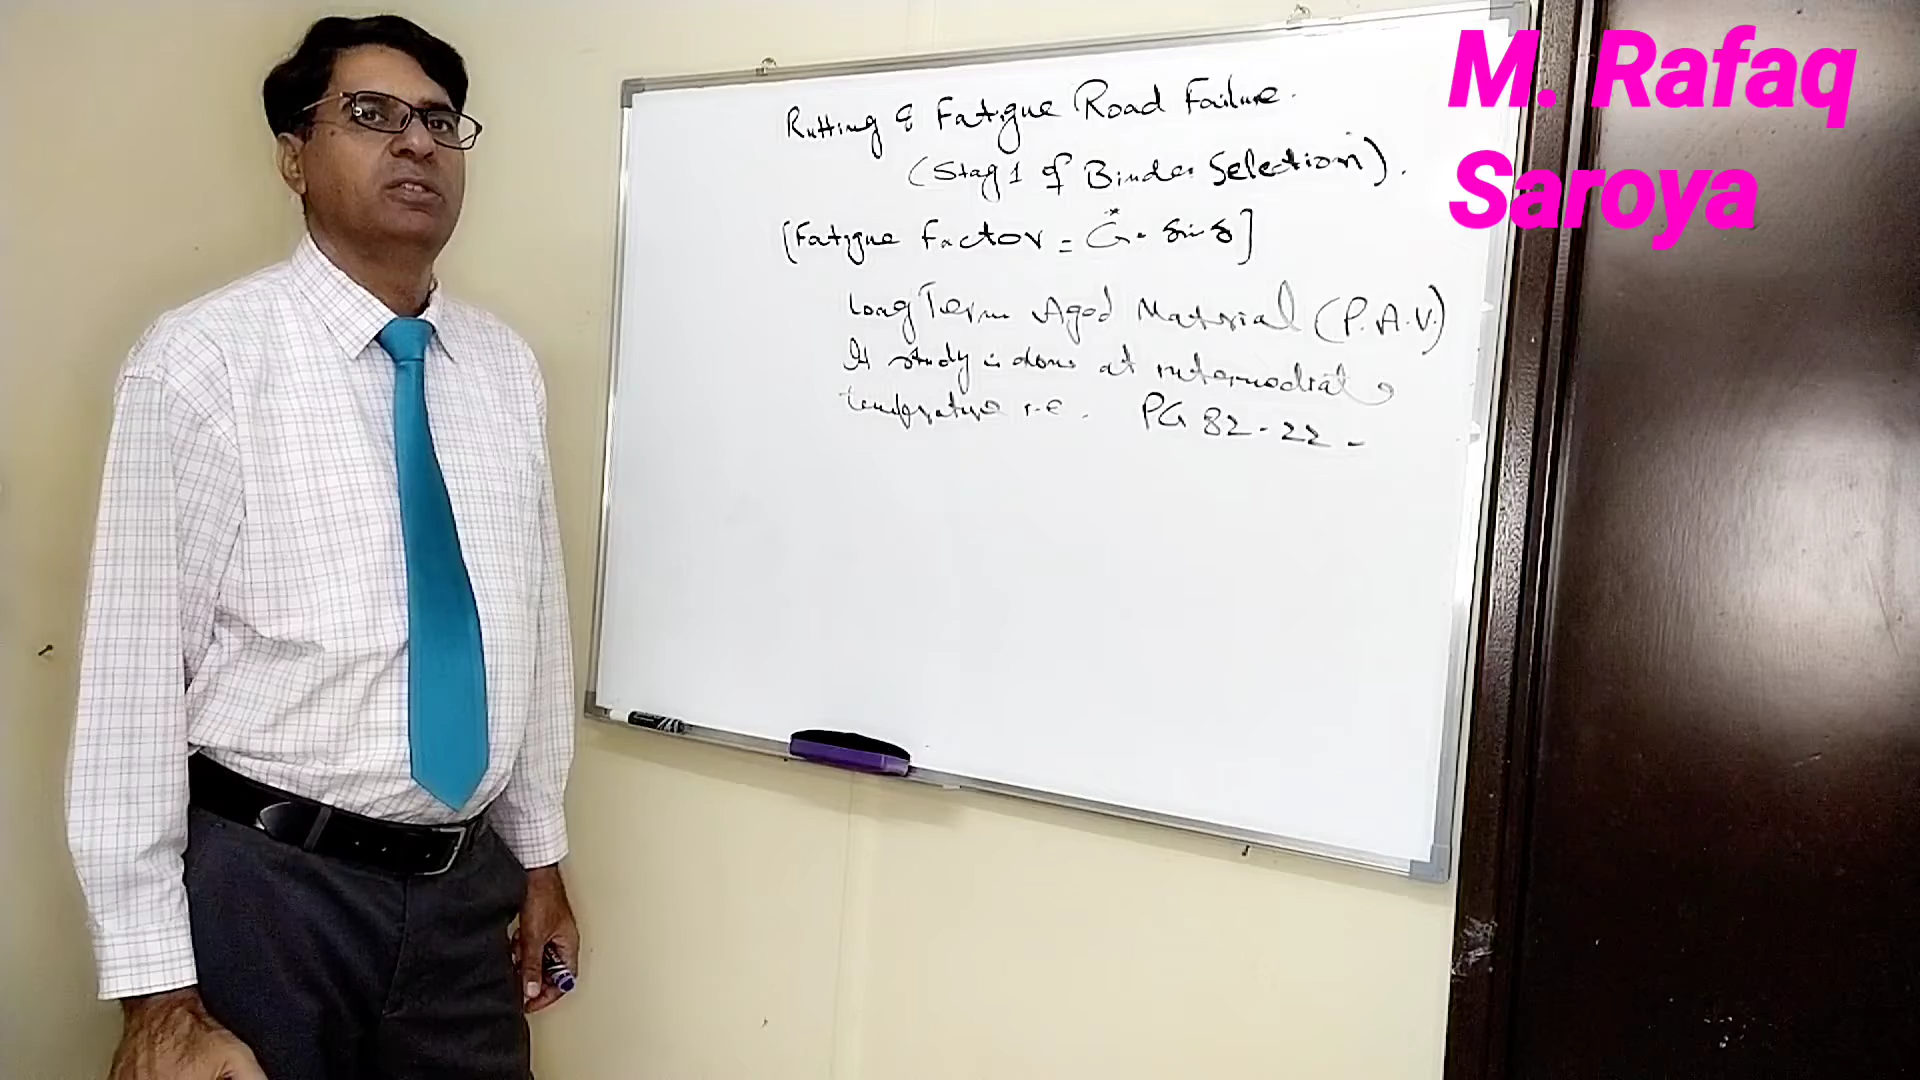 Rutting & Fatigue Road Failure.
(Stag 1 of Binder Selection).
[Fatigue Factor = G*. Sin δ]
Long Term Aged Material (P.A.V.)
It study is done at intermediate
temperature i.e. PG 82-22 -
M. Rafaq
Saroya